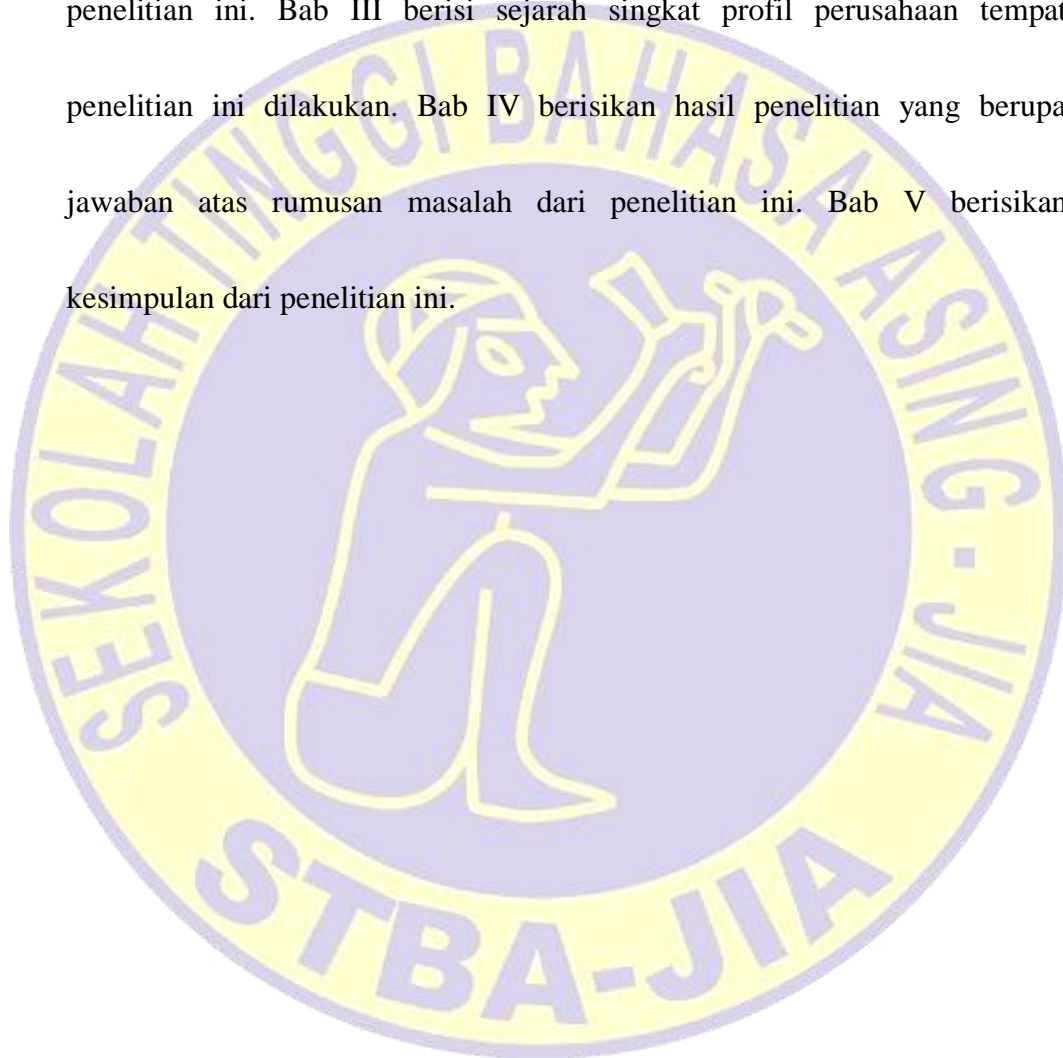 penelitian ini. Bab III berisi sejarah singkat profil perusahaan tempat
penelitian ini dilakukan. Bab IV berisikan hasil penelitian yang berupa
jawaban atas rumusan masalah dari penelitian ini. Bab V berisikan
kesimpulan dari penelitian ini.
SEKOLAH TINGGI BAHASA ASING - JIA
STBA-JIA